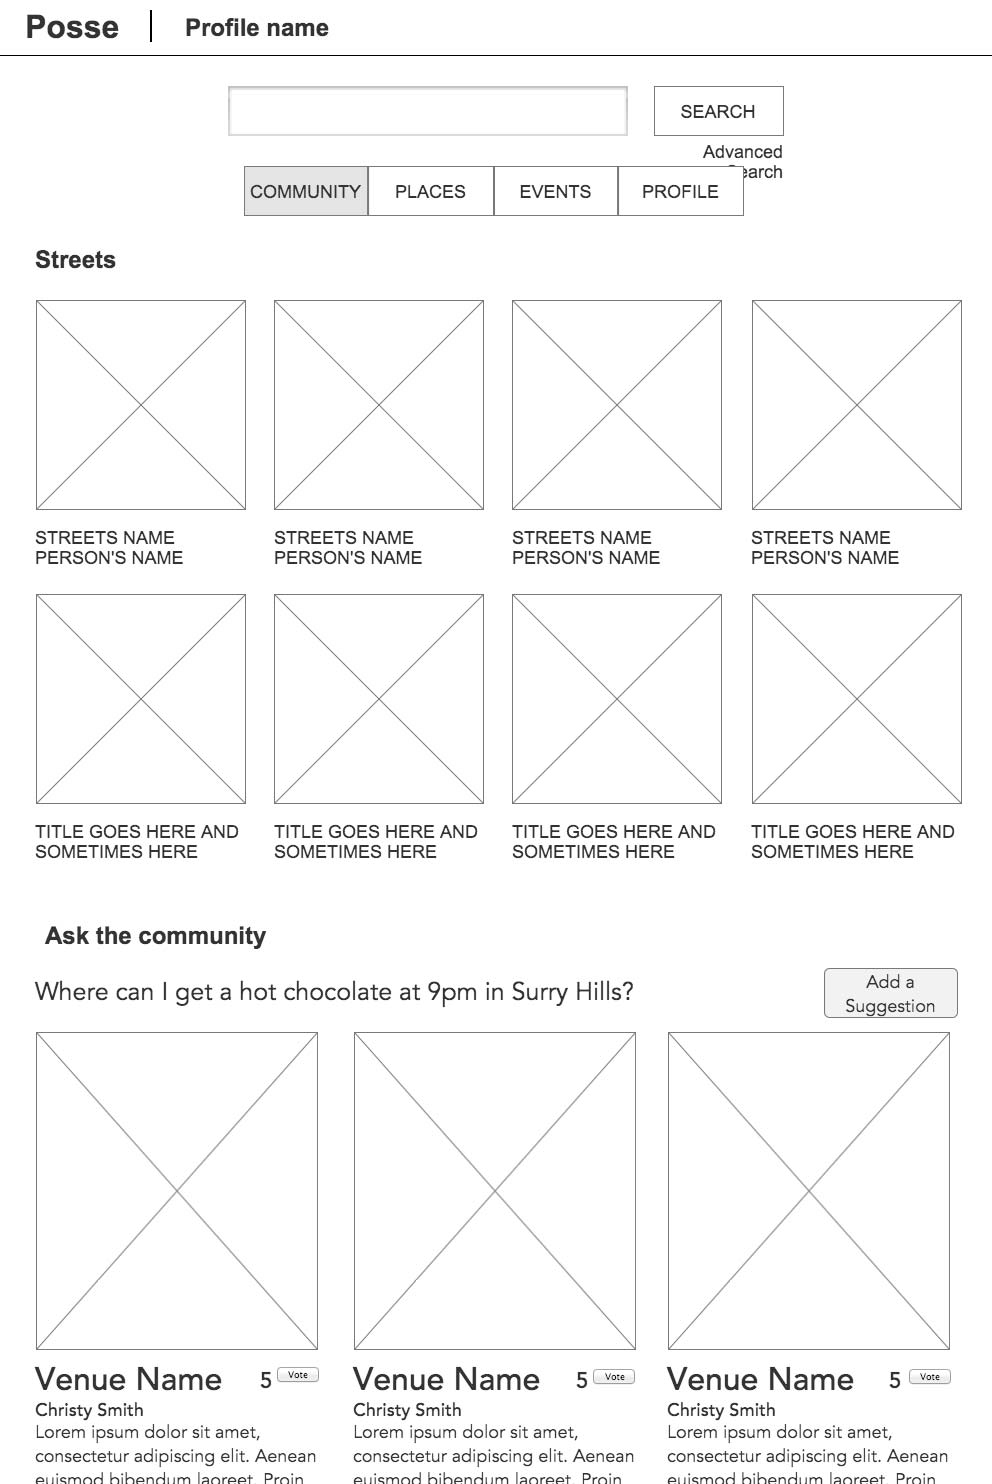 Posse
Profile name
SEARCH
Advanced
Search
COMMUNITY PLACES EVENTS PROFILE
Streets
STREETS NAME STREETS NAME STREETS NAME STREETS NAME
PERSON'S NAME PERSON'S NAME PERSON'S NAME PERSON'S NAME
TITLE GOES HERE AND TITLE GOES HERE AND TITLE GOES HERE AND TITLE GOES HERE AND
SOMETIMES HERE SOMETIMES HERE SOMETIMES HERE SOMETIMES HERE
Ask the community
Where can I get a hot chocolate at 9pm in Surry Hills?
Add a
Suggestion
Venue Name 5 Vote
Christy Smith
Lorem ipsum dolor sit amet,
consectetur adipiscing elit. Aenean
euismod bibendum laoreet. Proin
Venue Name 5 Vote
Christy Smith
Lorem ipsum dolor sit amet,
consectetur adipiscing elit. Aenean
euismod bibendum laoreet. Proin
Venue Name 5 Vote
Christy Smith
Lorem ipsum dolor sit amet,
consectetur adipiscing elit. Aenean
euismod bibendum laoreet. Proin